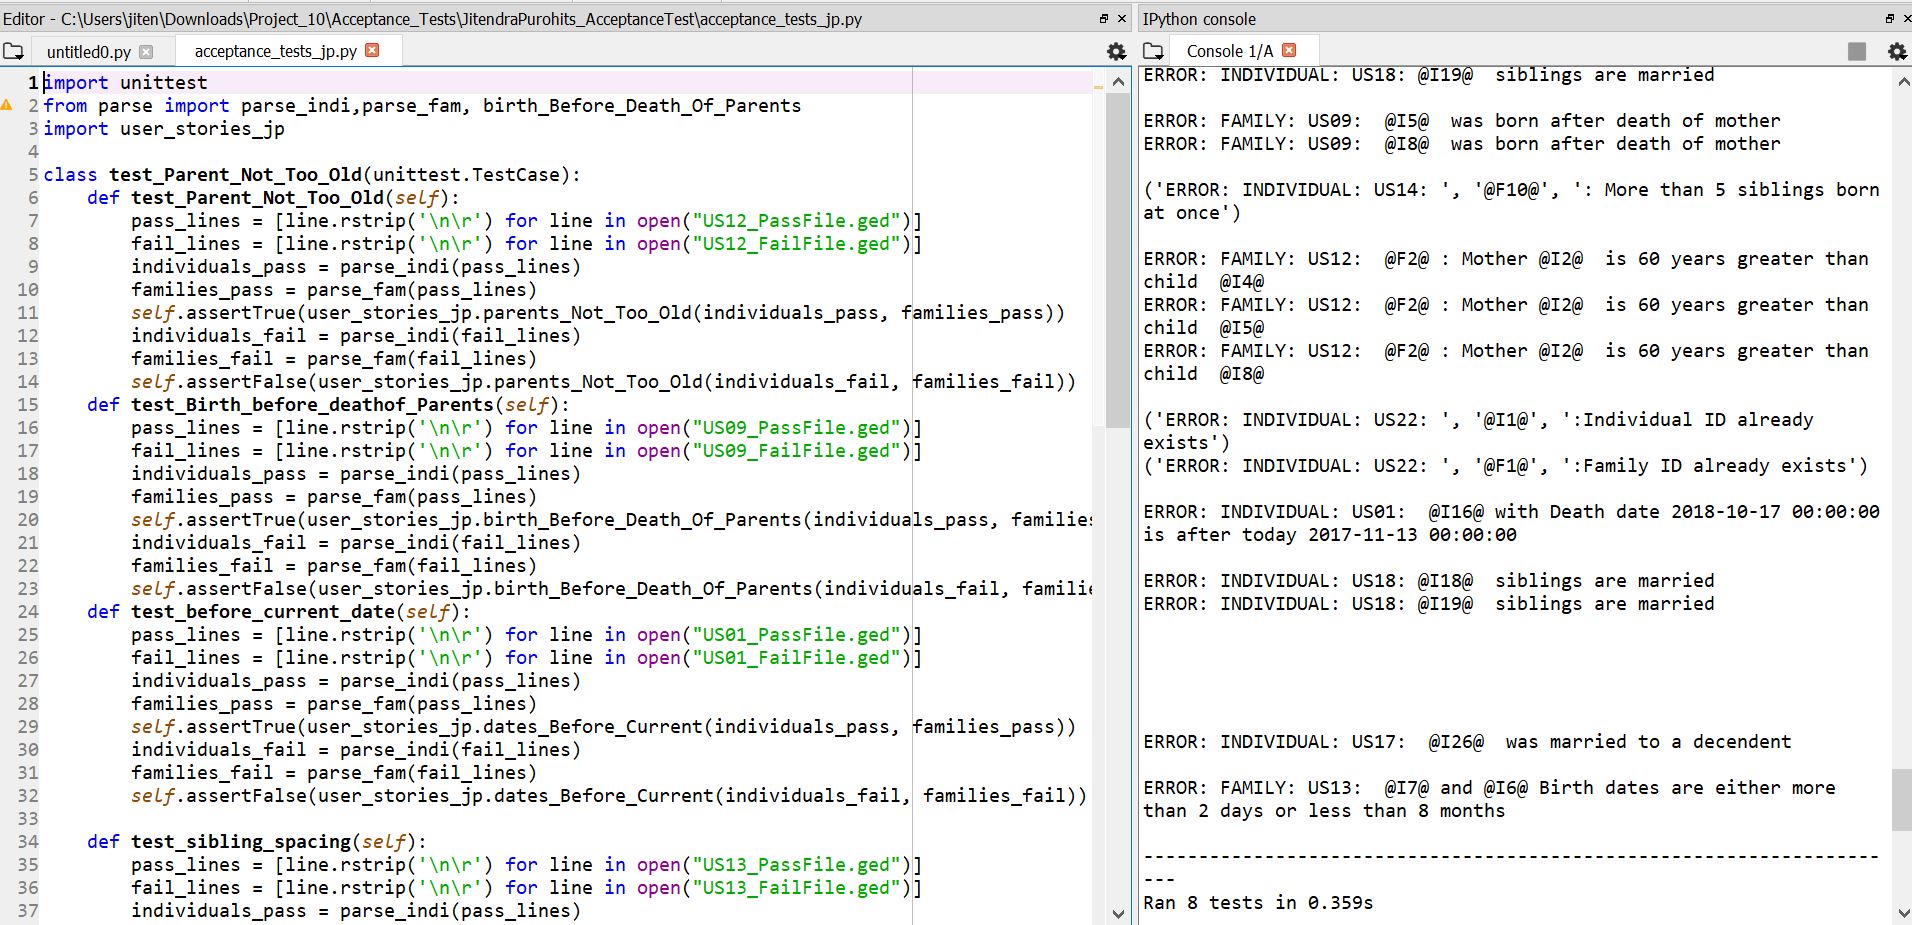 Editor - C:\Users\jiten\Downloads\Project_10\Acceptance_Tests\JitendraPurohits_AcceptanceTest\acceptance_tests_jp.py
untitled0.py
acceptance_tests_jp.py
1 import unittest
2 from parse import parse_indi,parse_fam, birth_Before_Death_Of_Parents
3 import user_stories_jp
4
5 class test_Parent_Not_Too_Old(unittest.TestCase):
6     def test_Parent_Not_Too_Old(self):
7         pass_lines = [line.rstrip('\n\r') for line in open("US12_PassFile.ged")]
8         fail_lines = [line.rstrip('\n\r') for line in open("US12_FailFile.ged")]
9         individuals_pass = parse_indi(pass_lines)
10         families_pass = parse_fam(pass_lines)
11         self.assertTrue(user_stories_jp.parents_Not_Too_Old(individuals_pass, families_pass))
12         individuals_fail = parse_indi(fail_lines)
13         families_fail = parse_fam(fail_lines)
14         self.assertFalse(user_stories_jp.parents_Not_Too_Old(individuals_fail, families_fail))
15     def test_Birth_before_deathof_Parents(self):
16         pass_lines = [line.rstrip('\n\r') for line in open("US09_PassFile.ged")]
17         fail_lines = [line.rstrip('\n\r') for line in open("US09_FailFile.ged")]
18         individuals_pass = parse_indi(pass_lines)
19         families_pass = parse_fam(pass_lines)
20         self.assertTrue(user_stories_jp.birth_Before_Death_Of_Parents(individuals_pass, families
21         individuals_fail = parse_indi(fail_lines)
22         families_fail = parse_fam(fail_lines)
23         self.assertFalse(user_stories_jp.birth_Before_Death_Of_Parents(individuals_fail, famili
24     def test_before_current_date(self):
25         pass_lines = [line.rstrip('\n\r') for line in open("US01_PassFile.ged")]
26         fail_lines = [line.rstrip('\n\r') for line in open("US01_FailFile.ged")]
27         individuals_pass = parse_indi(pass_lines)
28         families_pass = parse_fam(pass_lines)
29         self.assertTrue(user_stories_jp.dates_Before_Current(individuals_pass, families_pass))
30         individuals_fail = parse_indi(fail_lines)
31         families_fail = parse_fam(fail_lines)
32         self.assertFalse(user_stories_jp.dates_Before_Current(individuals_fail, families_fail))
33
34     def test_sibling_spacing(self):
35         pass_lines = [line.rstrip('\n\r') for line in open("US13_PassFile.ged")]
36         fail_lines = [line.rstrip('\n\r') for line in open("US13_FailFile.ged")]
37         individuals_pass = parse_indi(pass_lines)
IPython console
Console 1/A
ERROR: INDIVIDUAL: US18: @I19@  siblings are married
ERROR: FAMILY: US09:  @I5@  was born after death of mother
ERROR: FAMILY: US09:  @I8@  was born after death of mother
('ERROR: INDIVIDUAL: US14: ', '@F10@', ': More than 5 siblings born
at once')
ERROR: FAMILY: US12:  @F2@ : Mother @I2@  is 60 years greater than
child  @I4@
ERROR: FAMILY: US12:  @F2@ : Mother @I2@  is 60 years greater than
child  @I5@
ERROR: FAMILY: US12:  @F2@ : Mother @I2@  is 60 years greater than
child  @I8@
('ERROR: INDIVIDUAL: US22: ', '@I1@', ':Individual ID already
exists')
('ERROR: INDIVIDUAL: US22: ', '@F1@', ':Family ID already exists')
ERROR: INDIVIDUAL: US01:  @I16@ with Death date 2018-10-17 00:00:00
is after today 2017-11-13 00:00:00
ERROR: INDIVIDUAL: US18: @I18@  siblings are married
ERROR: INDIVIDUAL: US18: @I19@  siblings are married
ERROR: INDIVIDUAL: US17:  @I26@  was married to a decendent
ERROR: FAMILY: US13:  @I7@ and @I6@ Birth dates are either more
than 2 days or less than 8 months
-------------------------------------------------------------------
---
Ran 8 tests in 0.359s